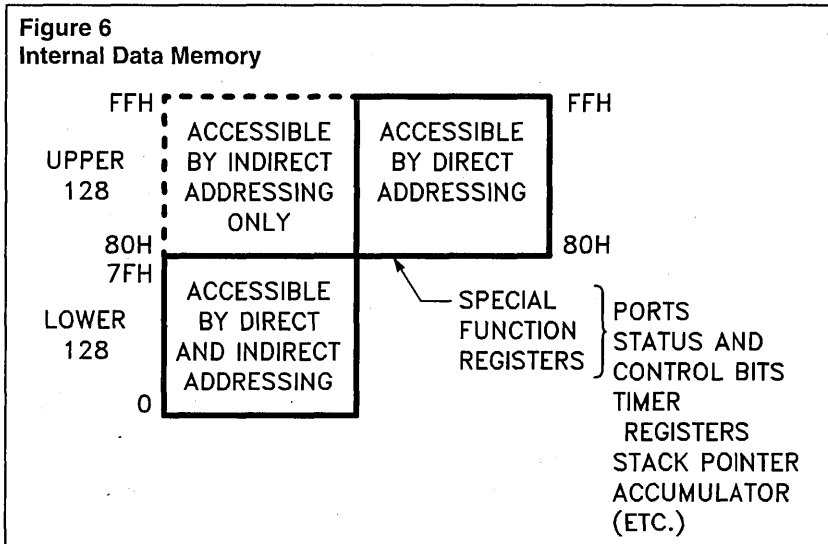 Figure 6
Internal Data Memory
FFH
UPPER
128
80H
7FH
LOWER
128
0
ACCESSIBLE
BY INDIRECT
ADDRESSING
ONLY
ACCESSIBLE
BY DIRECT
ADDRESSING
FFH
80H
ACCESSIBLE
BY DIRECT
AND INDIRECT
ADDRESSING
SPECIAL
FUNCTION
REGISTERS
PORTS
STATUS AND
CONTROL BITS
TIMER
REGISTERS
STACK POINTER
ACCUMULATOR
(ETC.)